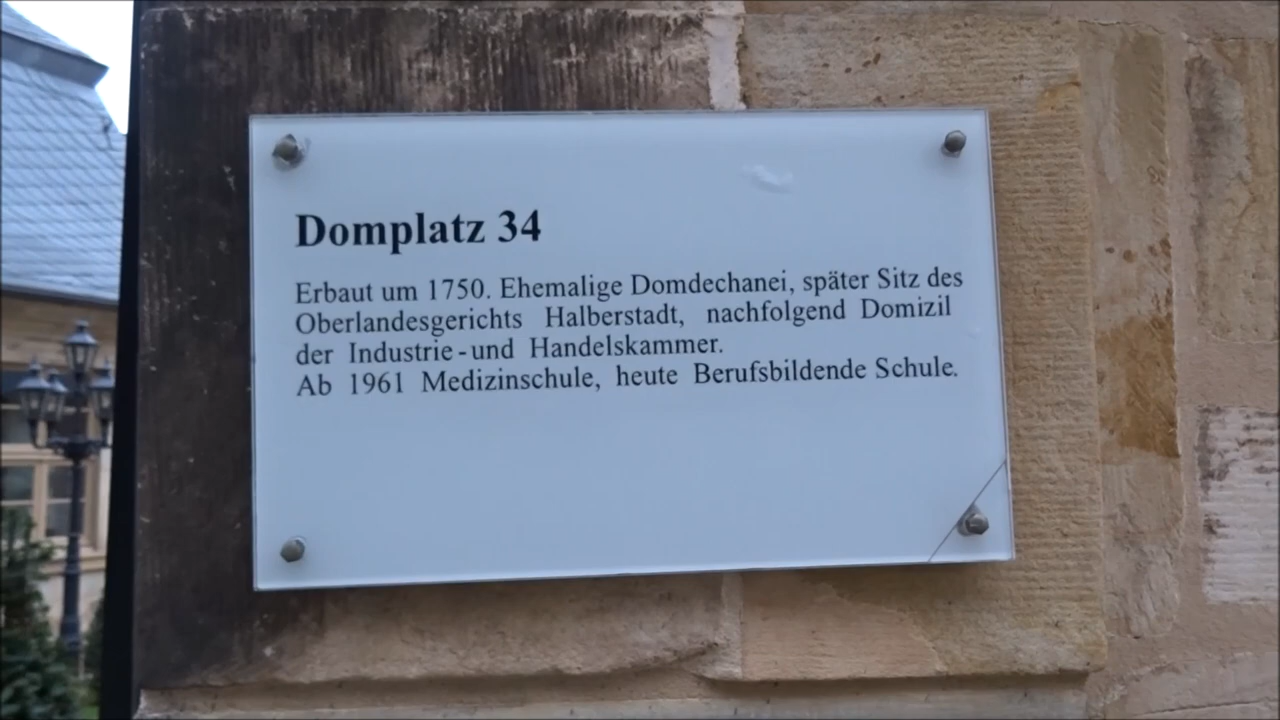 Domplatz 34
Erbaut um 1750. Ehemalige Domdechanei, später Sitz des
Oberlandesgerichts Halberstadt, nachfolgend Domizil
der Industrie-und Handelskammer.
Ab 1961 Medizinschule, heute Berufsbildende Schule.